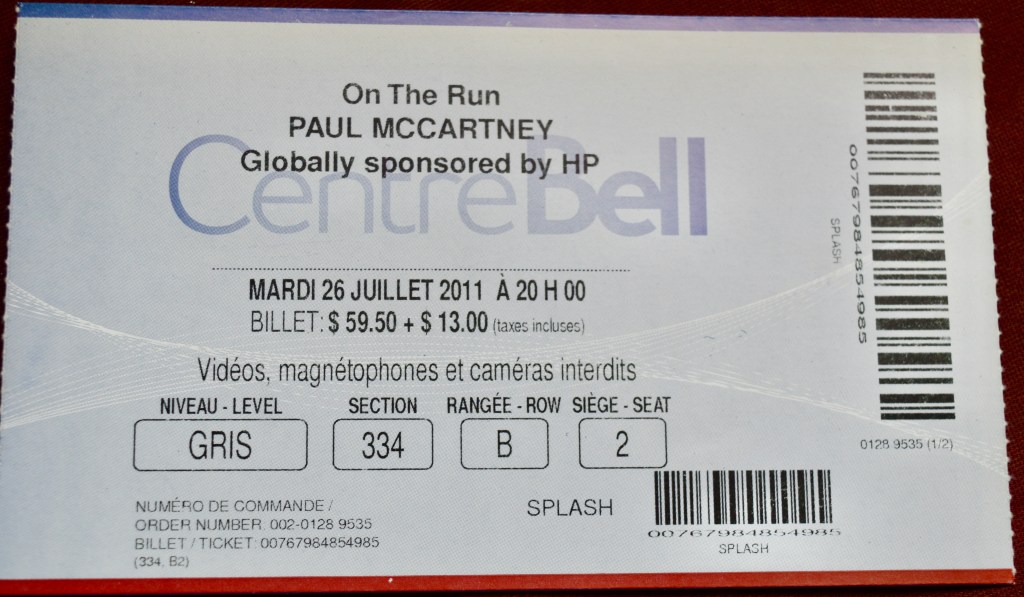 On The Run
PAUL MCCARTNEY
Globally sponsored by HP
CentreBell
MARDI 26 JUILLET 2011 À 20 H 00
BILLET: $ 59.50 + $ 13.00 (taxes incluses)
Vidéos, magnétophones et caméras interdits
NIVEAU - LEVEL SECTION RANGÉE - ROW SIÈGE - SEAT
GRIS 334 B 2
NUMÉRO DE COMMANDE /
ORDER NUMBER: 002-0128 9535
BILLET / TICKET: 00767984854985
(334, B2)
SPLASH
00767984854985
SPLASH
00767984854985
SPLASH
0128 9535 (1/2)